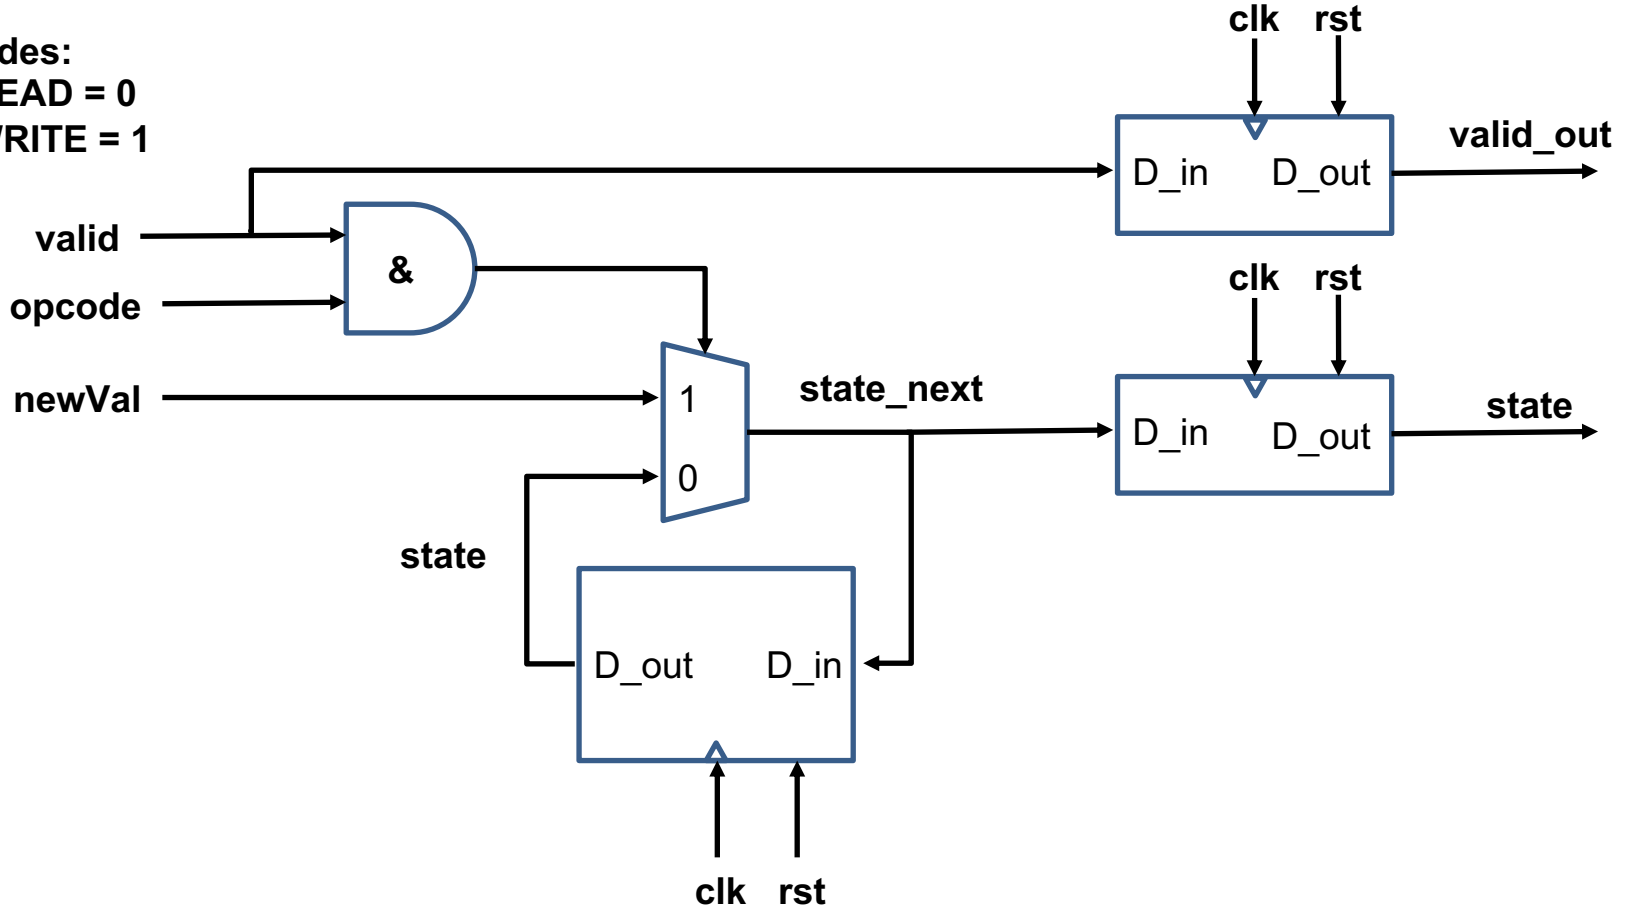 des:
EAD = 0
WRITE = 1
clk rst
D_in D_out
valid_out
valid
opcode
&
newVal
1
0
state_next
clk rst
D_in D_out
state
state
D_out D_in
clk rst